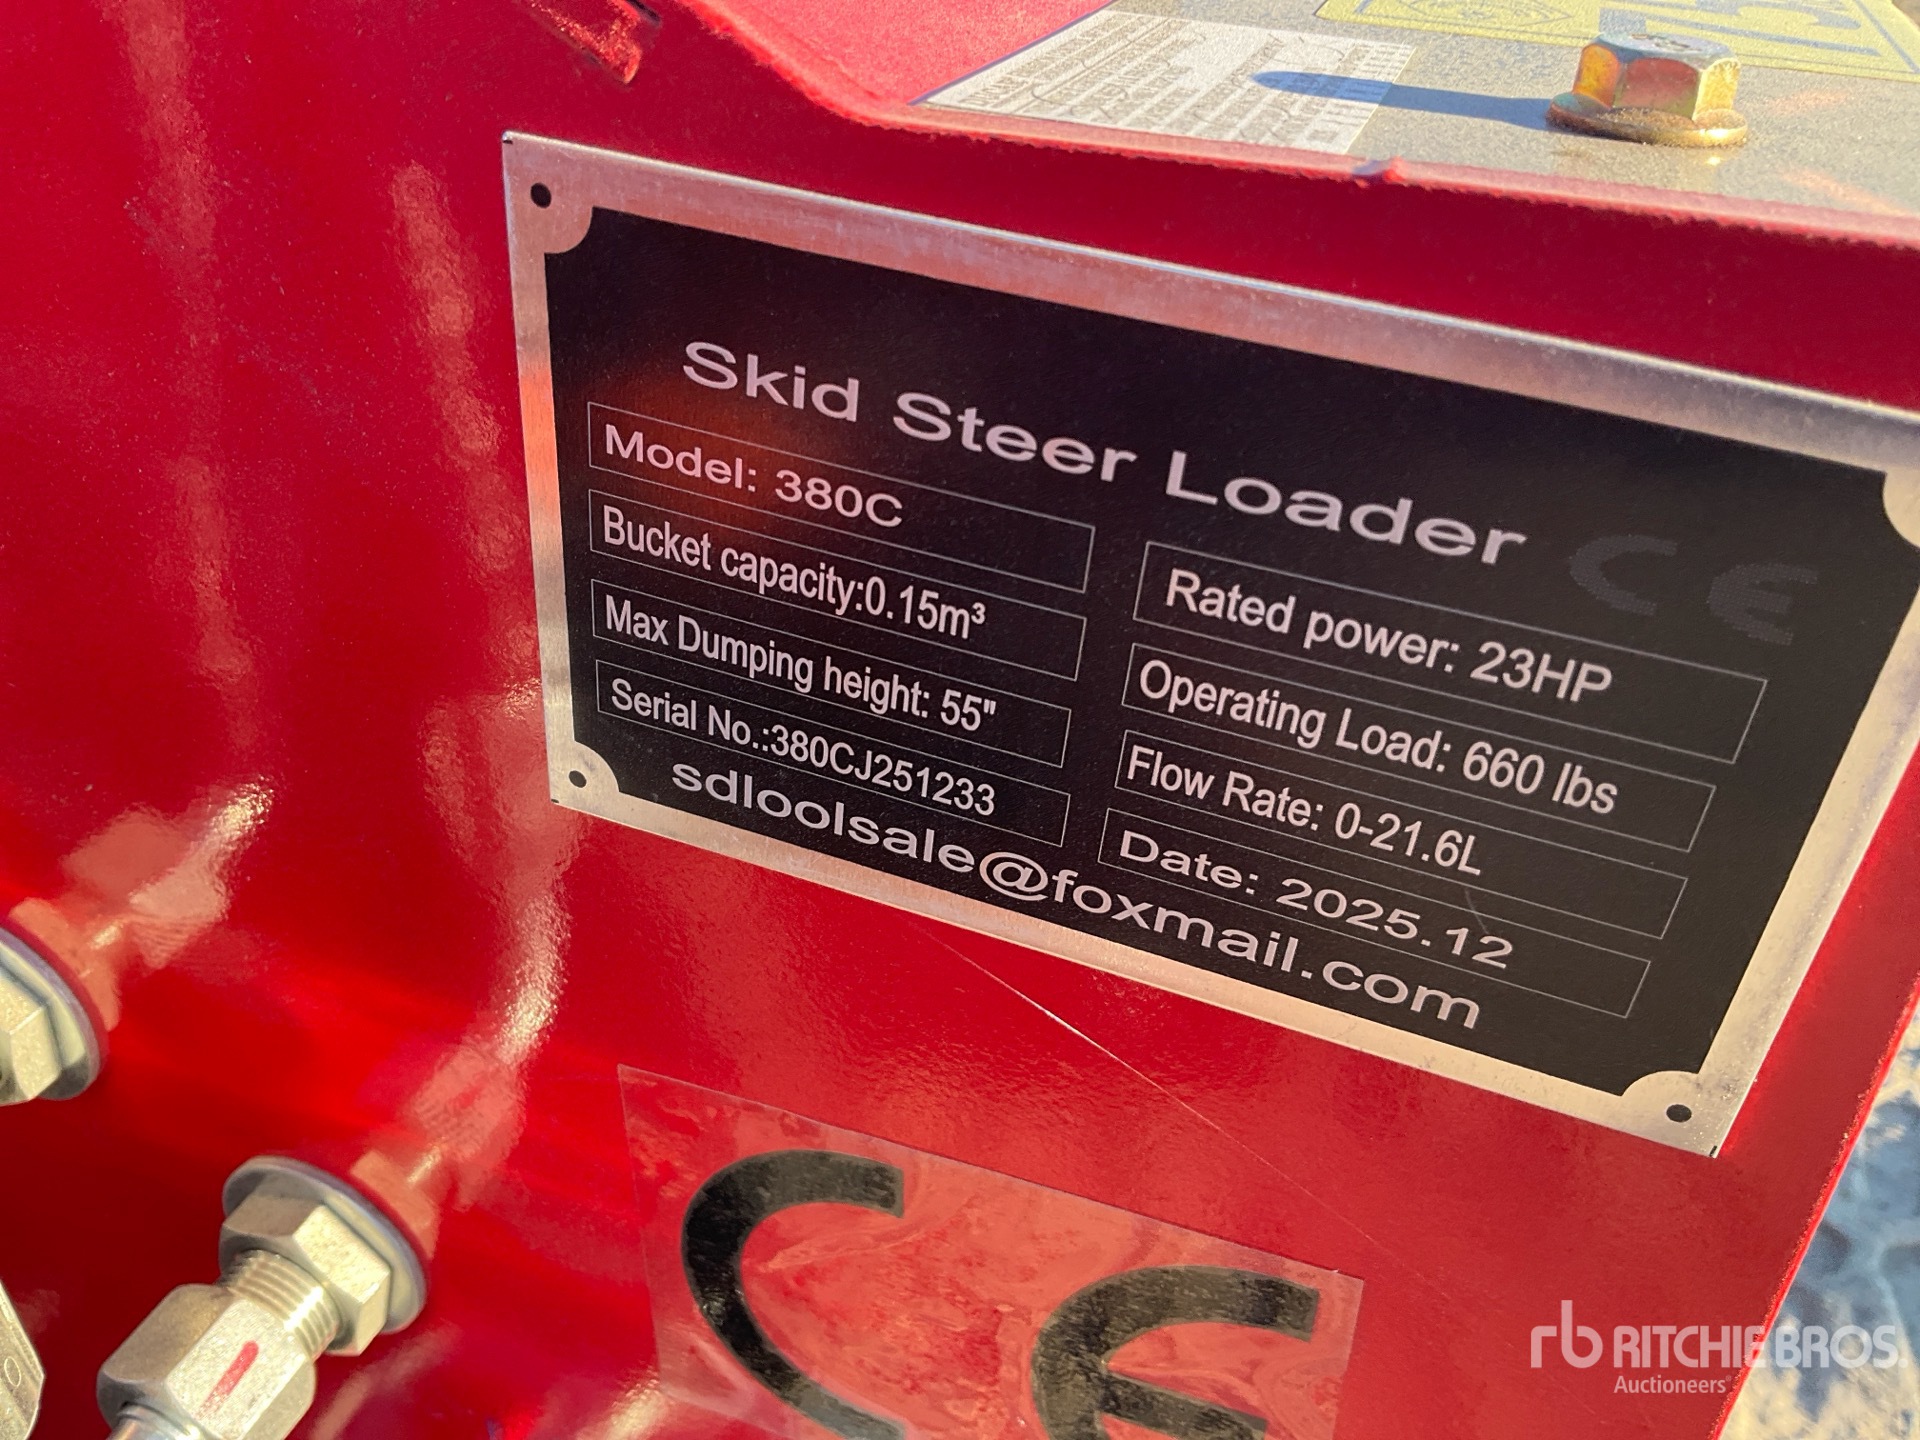 Skid Steer Loader
CE
Model: 380C
Rated power: 23HP
Bucket capacity:0.15m³
Operating Load: 660 lbs
Max Dumping height: 55"
Flow Rate: 0-21.6L
Serial No.:380CJ251233
Date: 2025.12
sdloolsale@foxmail.com
CE
rb RITCHIE BROS.
Auctioneers